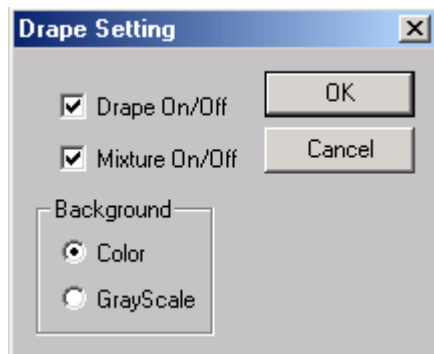 Drape Setting
Drape On/Off
OK
Mixture On/Off
Cancel
Background
Color
GrayScale